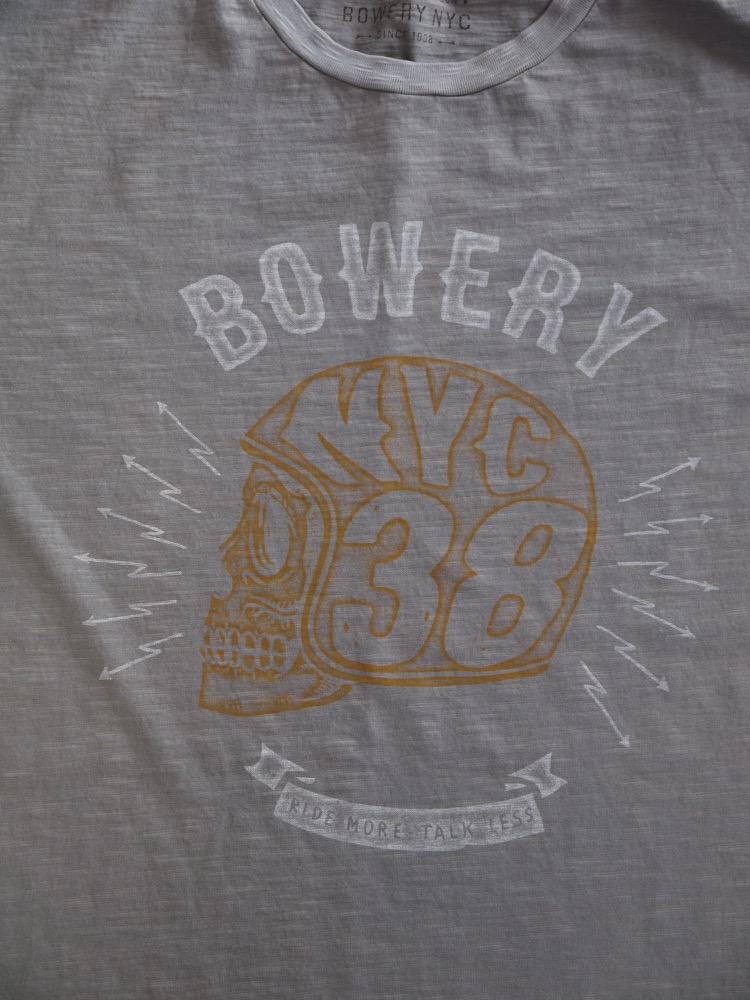 BOWERY NYC
SINCE 1938
BOWERY
NYC
38
RIDE MORE TALK LESS